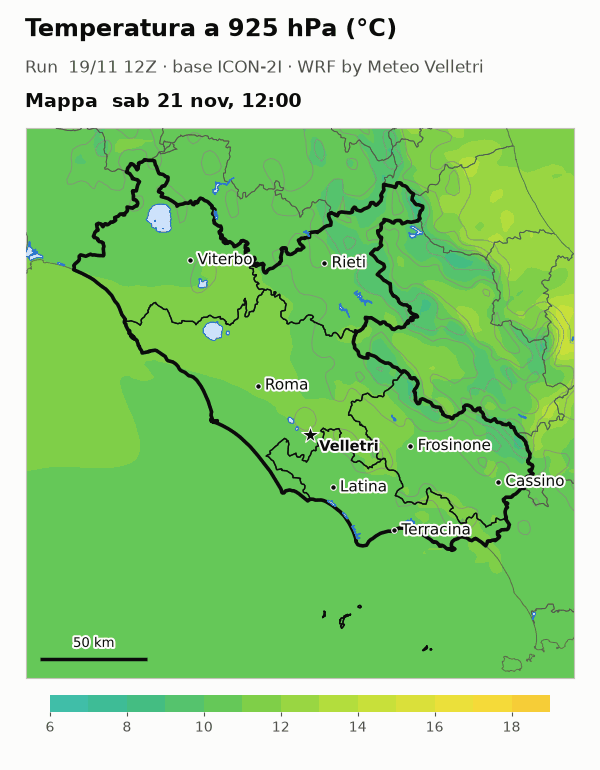 Temperatura a 925 hPa (°C)
Run  19/11 12Z · base ICON-2I · WRF by Meteo Velletri
Mappa  sab 21 nov, 12:00
Viterbo
Rieti
Roma
Velletri
Frosinone
Cassino
Latina
Terracina
50 km
6 8 10 12 14 16 18